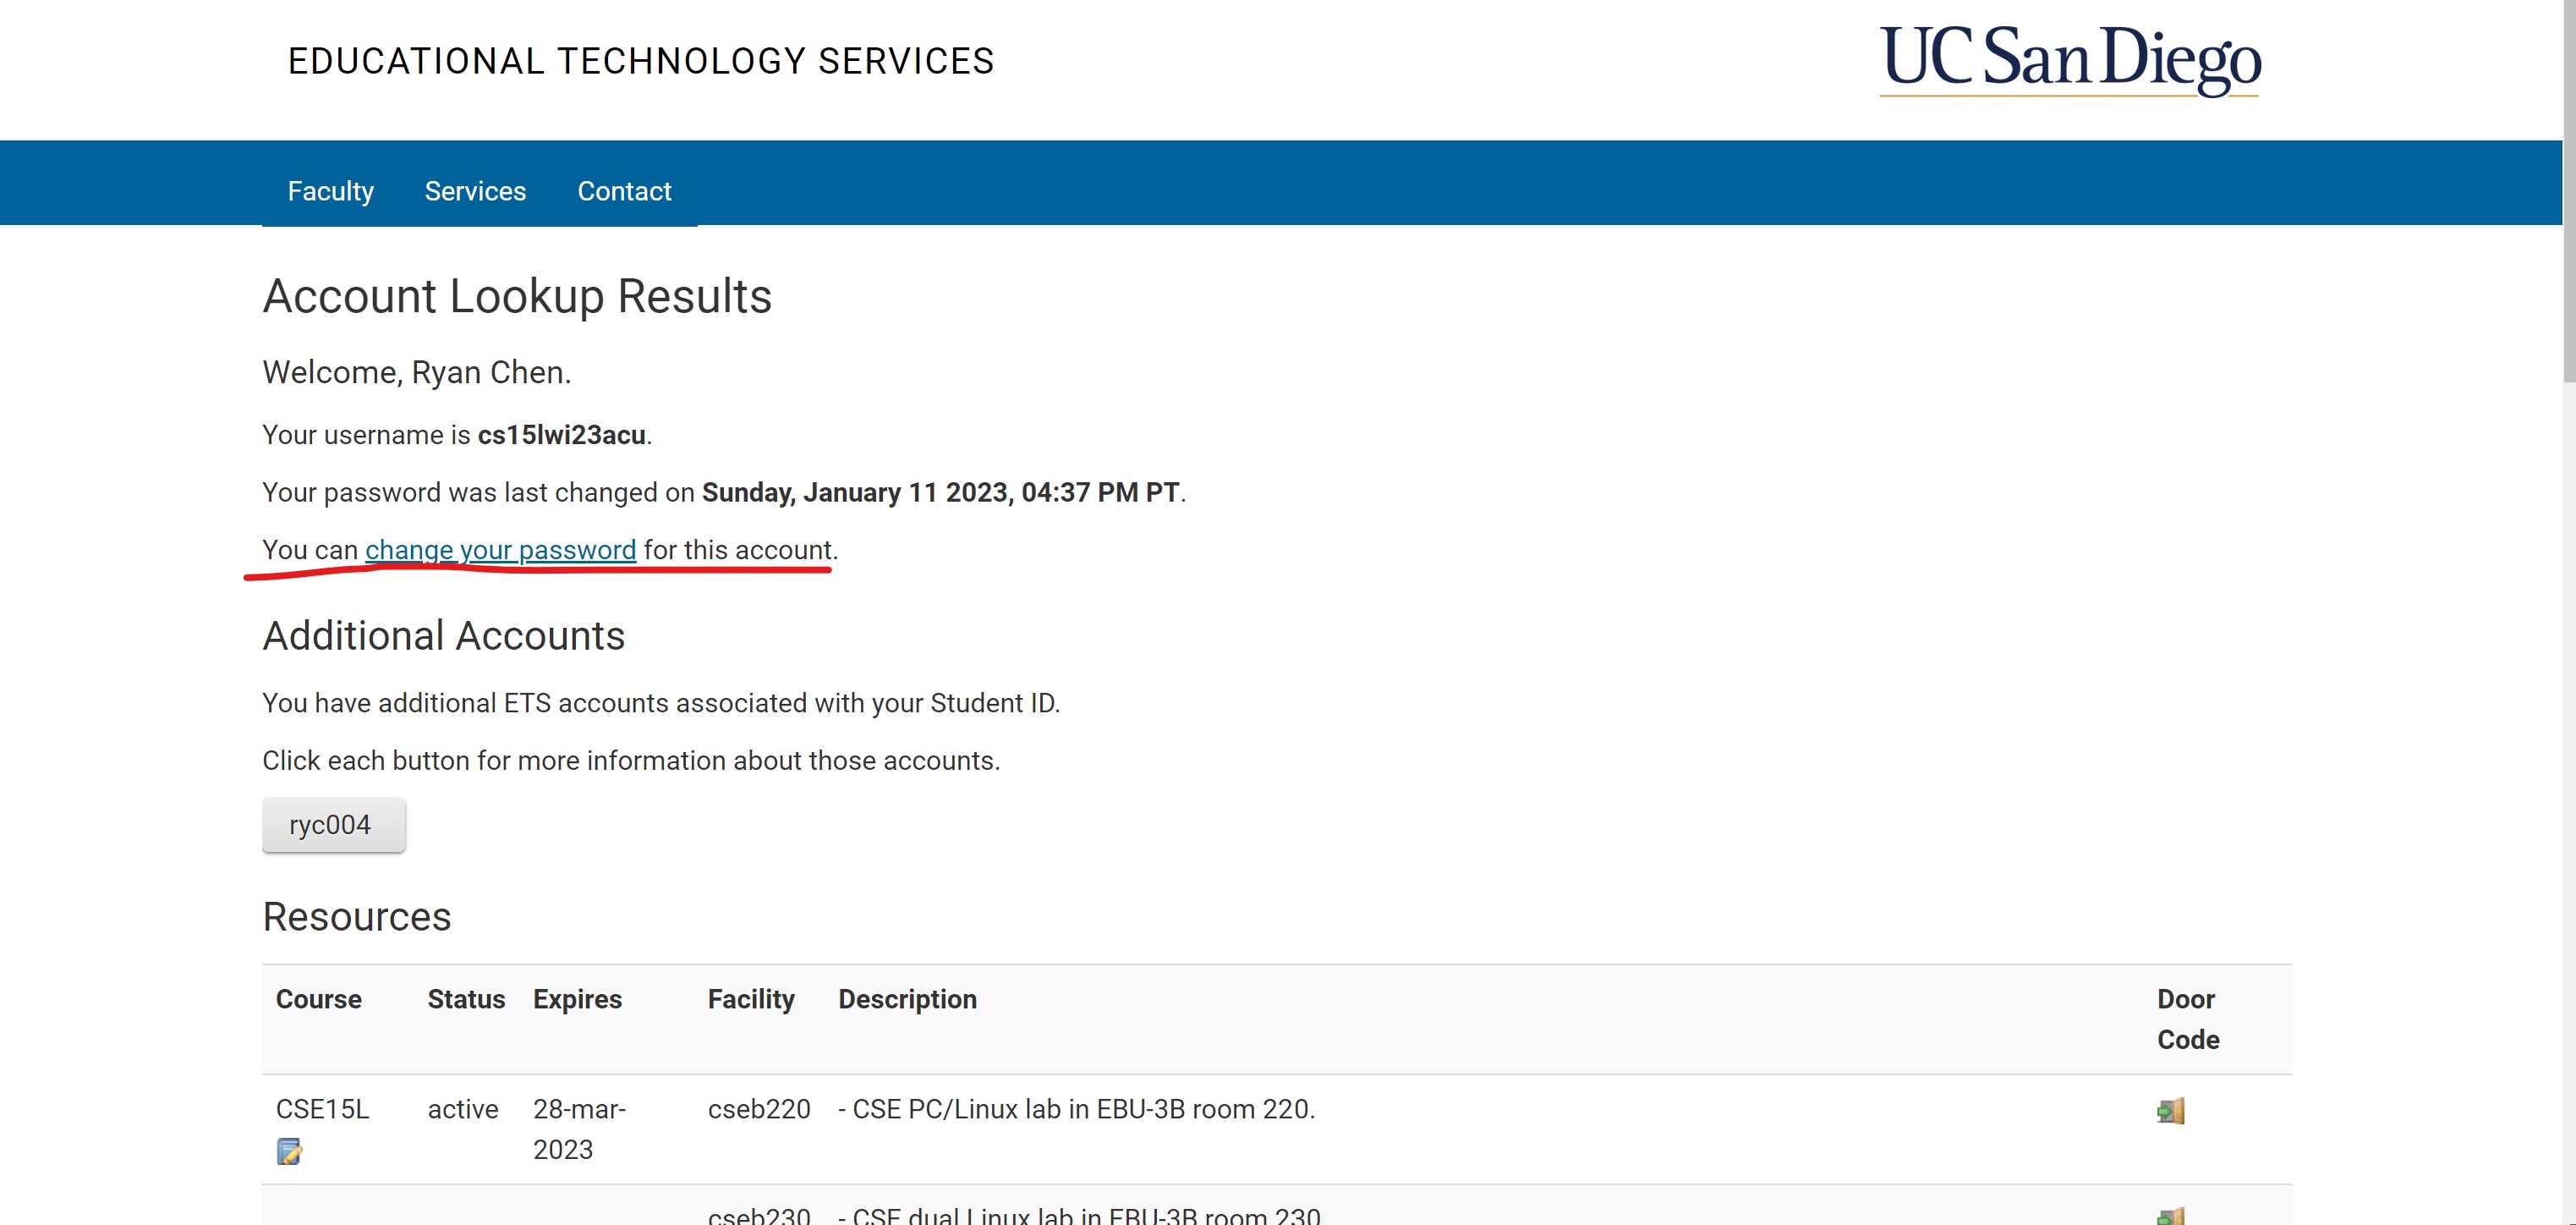 EDUCATIONAL TECHNOLOGY SERVICES
UC San Diego
Faculty Services Contact
Account Lookup Results
Welcome, Ryan Chen.
Your username is cs15lwi23acu.
Your password was last changed on Sunday, January 11 2023, 04:37 PM PT.
You can change your password for this account.
Additional Accounts
You have additional ETS accounts associated with your Student ID.
Click each button for more information about those accounts.
ryc004
Resources
Course Status Expires Facility Description Door Code
CSE15L active 28-mar-2023 cseb220 - CSE PC/Linux lab in EBU-3B room 220.
cseb230 - CSE dual Linux lab in EBU-3B room 230